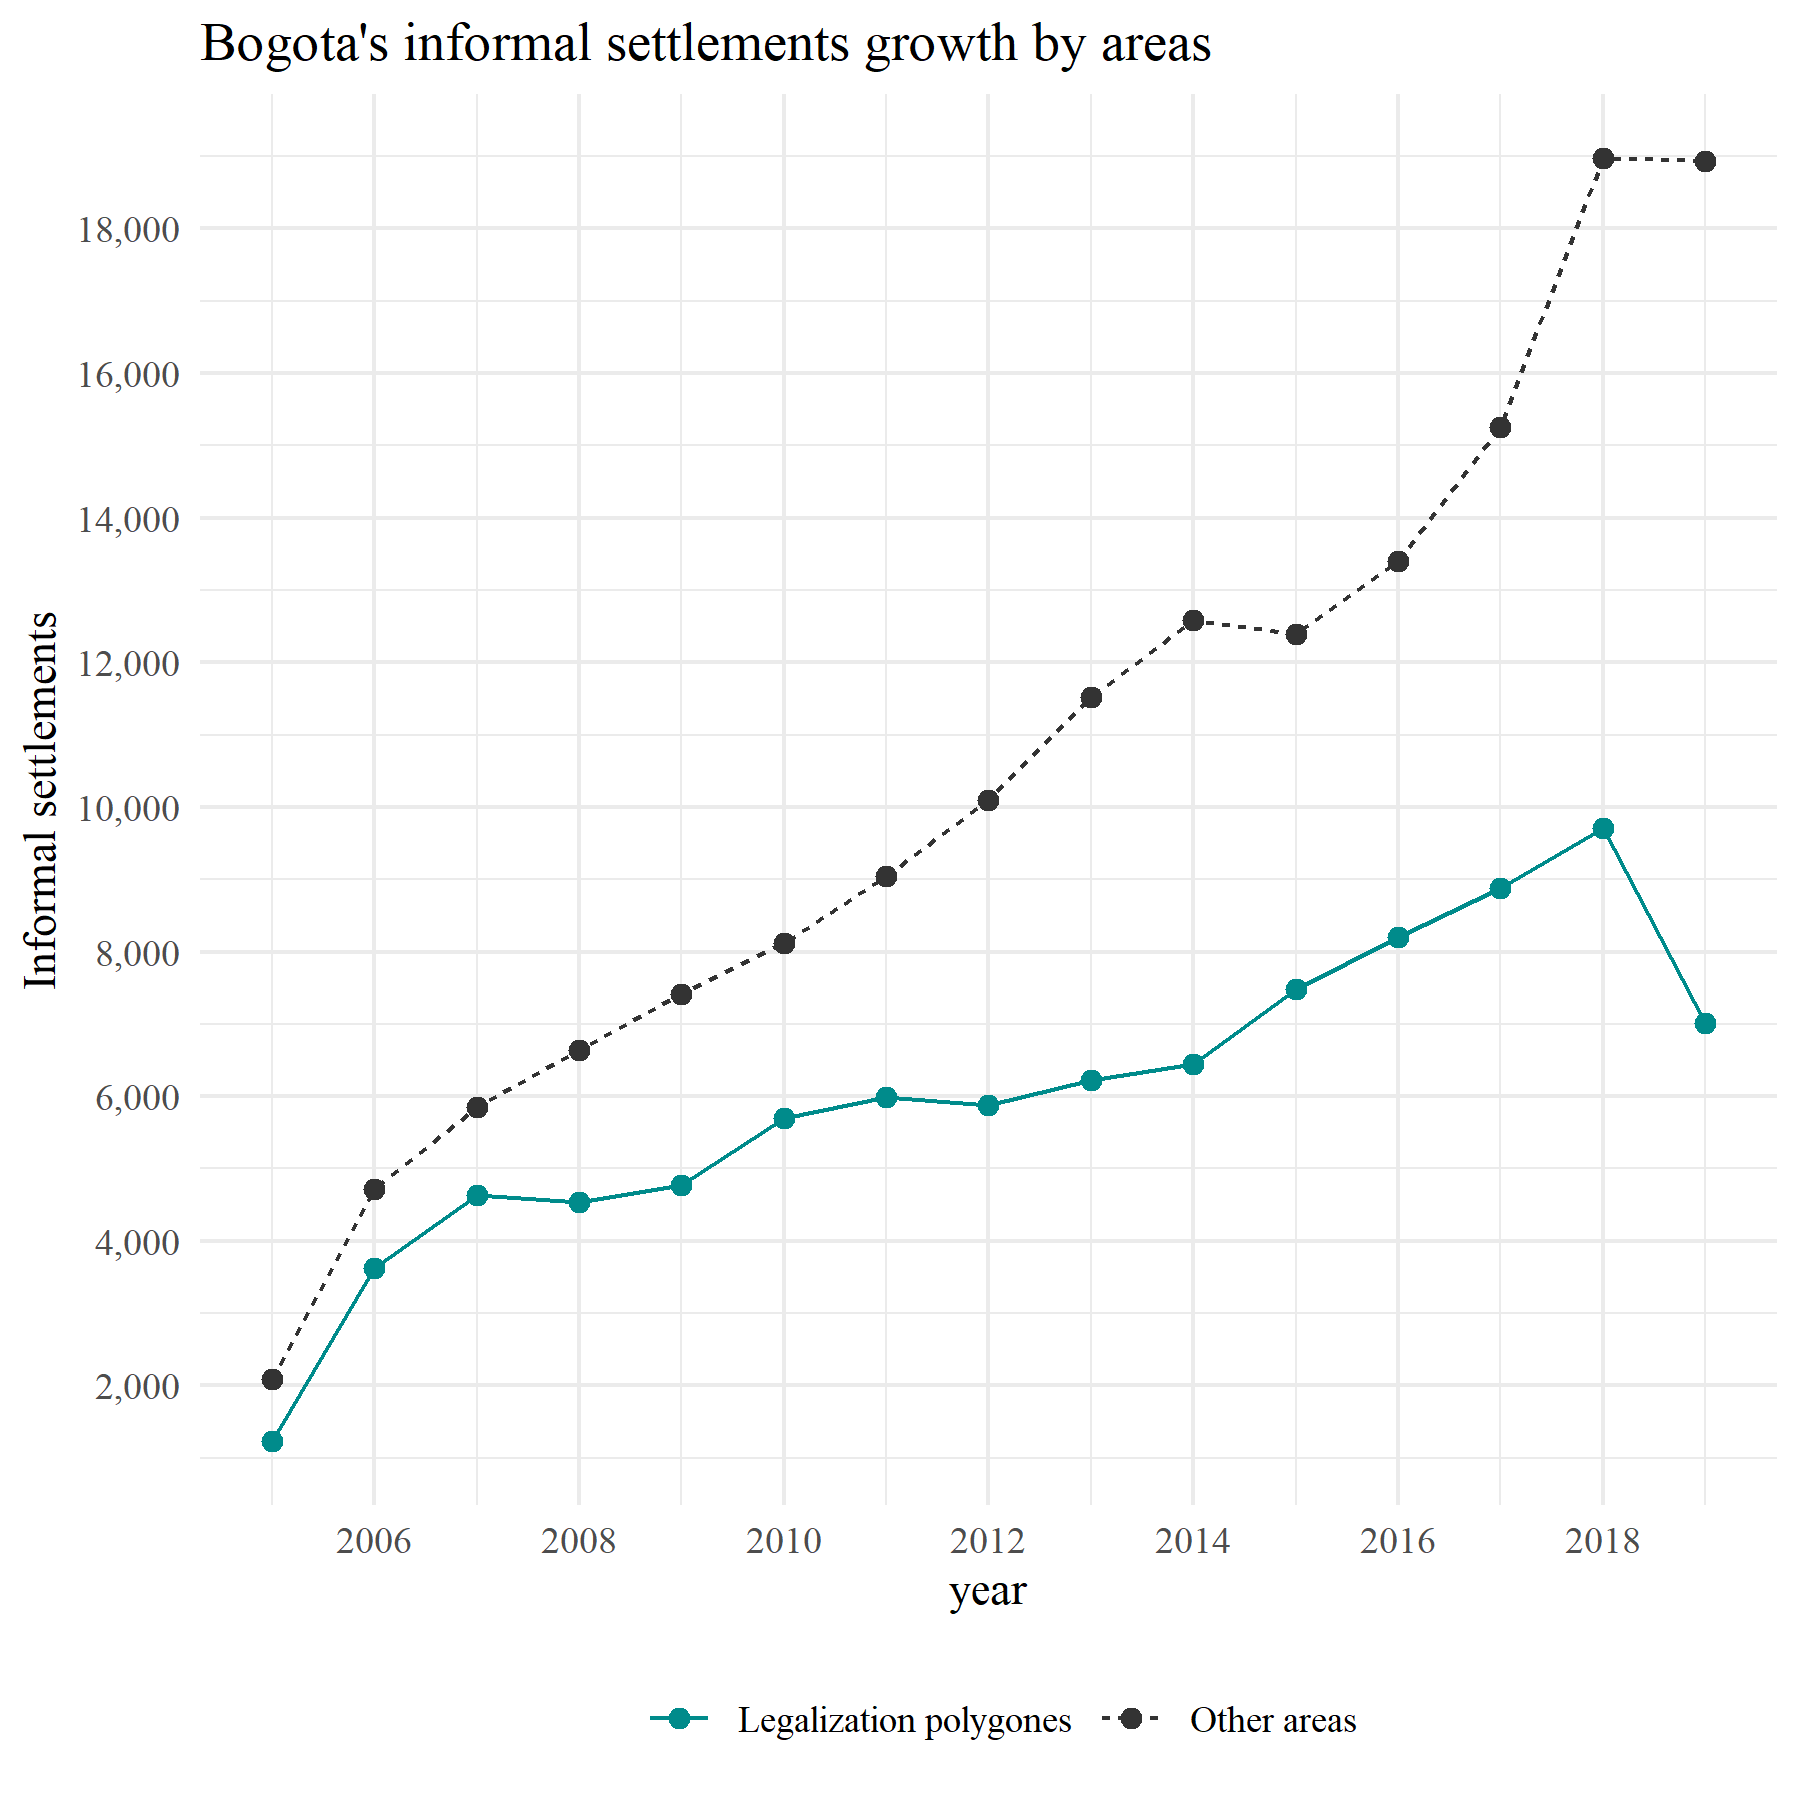 Bogota's informal settlements growth by areas
18,000
16,000
14,000
12,000
10,000
8,000
6,000
4,000
2,000
Informal settlements
2006 2008 2010 2012 2014 2016 2018
year
Legalization polygones Other areas